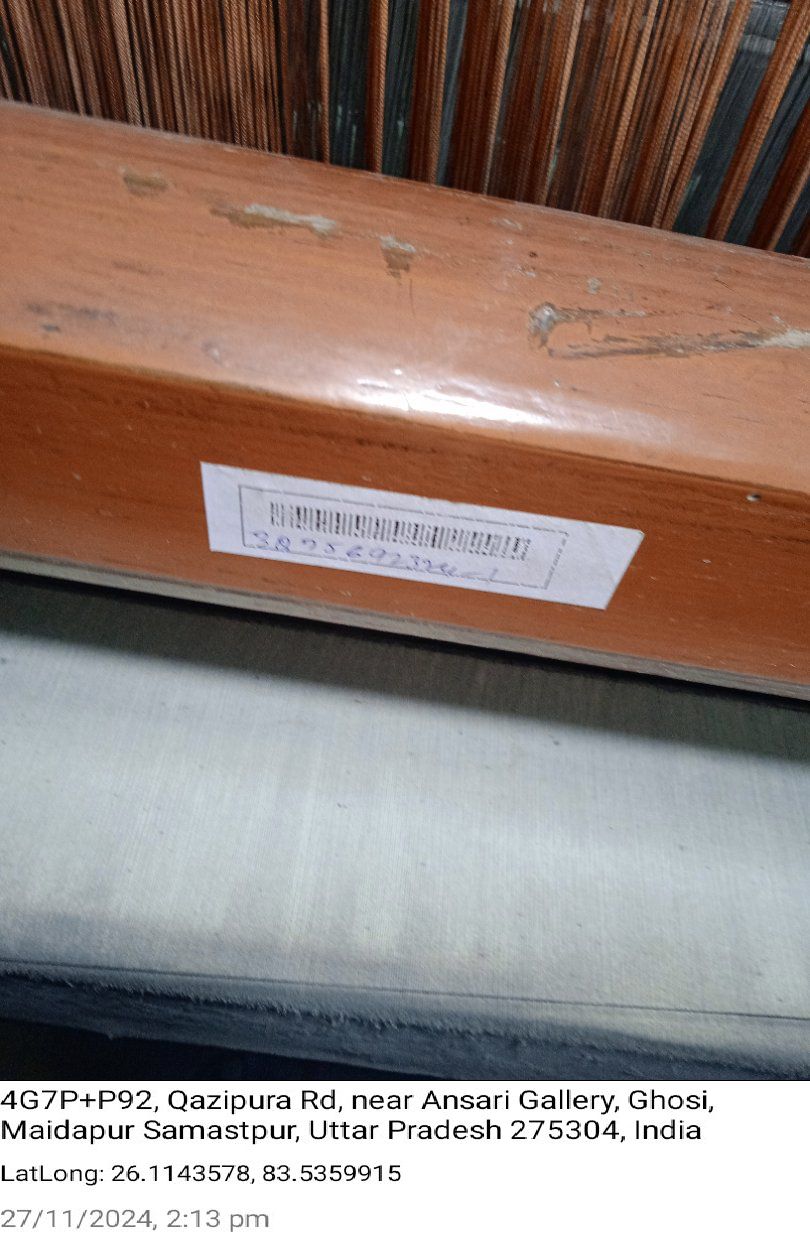 4G7P+P92, Qazipura Rd, near Ansari Gallery, Ghosi,
Maidapur Samastpur, Uttar Pradesh 275304, India
LatLong: 26.1143578, 83.5359915
27/11/2024, 2:13 pm